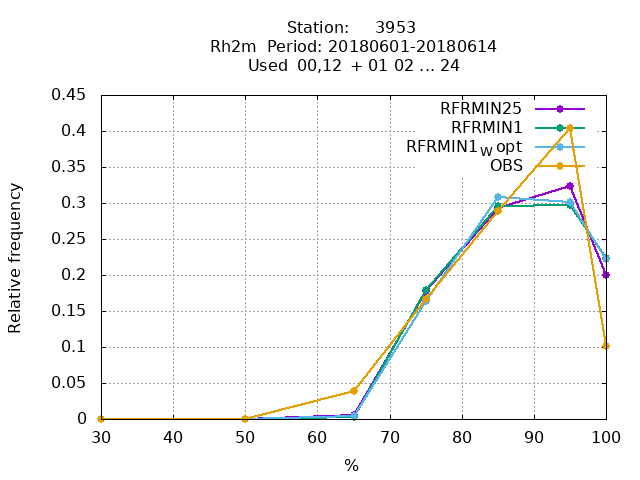 Station: 3953
Rh2m Period: 20180601-20180614
Used 00,12 + 01 02 ... 24
0.45
0.4
0.35
0.3
0.25
0.2
0.15
0.1
0.05
0
Relative frequency
RFRMIN25
RFRMIN1
RFRMIN1W opt
OBS
30 40 50 60 70 80 90 100
%